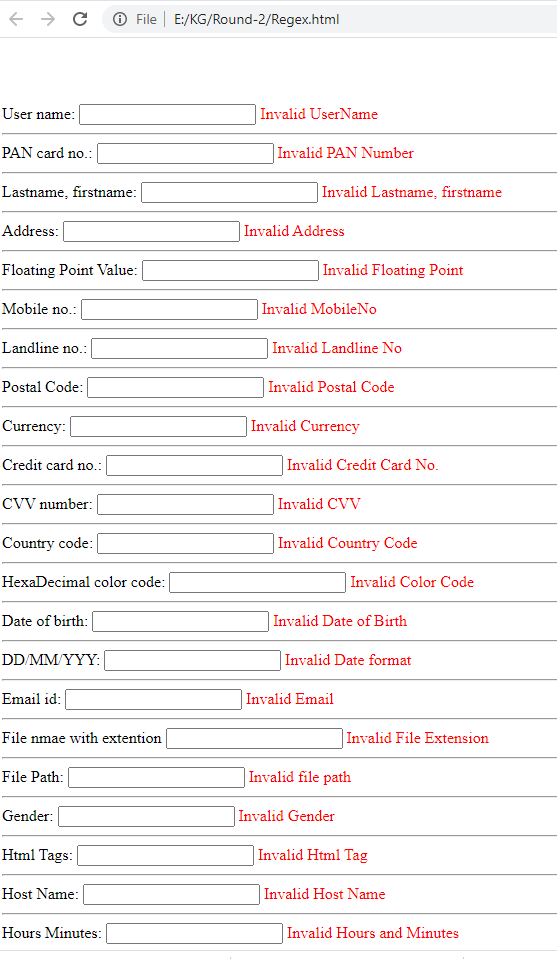 File | E:/KG/Round-2/Regex.html
User name: Invalid UserName
PAN card no.: Invalid PAN Number
Lastname, firstname: Invalid Lastname, firstname
Address: Invalid Address
Floating Point Value: Invalid Floating Point
Mobile no.: Invalid MobileNo
Landline no.: Invalid Landline No
Postal Code: Invalid Postal Code
Currency: Invalid Currency
Credit card no.: Invalid Credit Card No.
CVV number: Invalid CVV
Country code: Invalid Country Code
HexaDecimal color code: Invalid Color Code
Date of birth: Invalid Date of Birth
DD/MM/YYY: Invalid Date format
Email id: Invalid Email
File nmae with extention Invalid File Extension
File Path: Invalid file path
Gender: Invalid Gender
Html Tags: Invalid Html Tag
Host Name: Invalid Host Name
Hours Minutes: Invalid Hours and Minutes